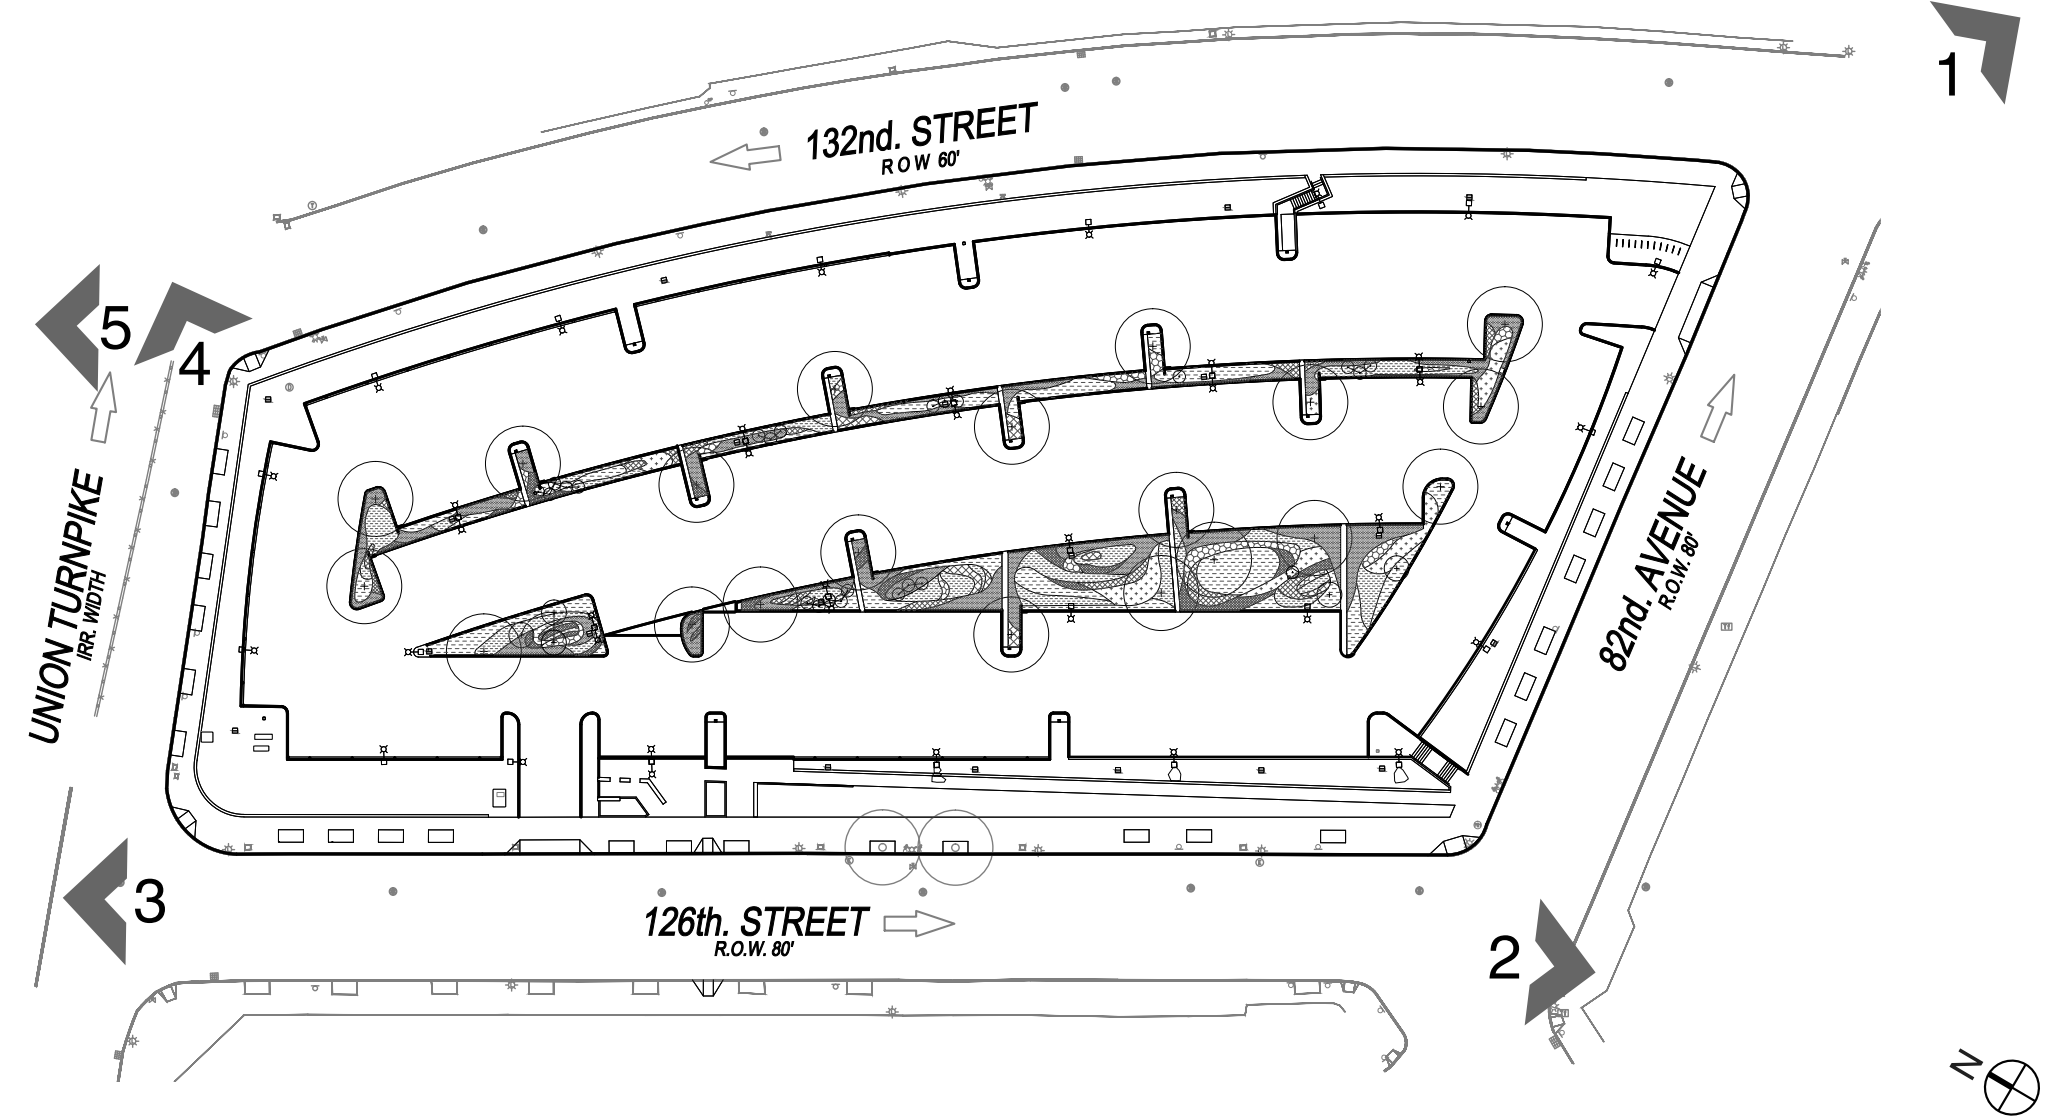 1
132nd. STREET
ROW 60'
5
4
UNION TURNPIKE
IRR. WIDTH
82nd. AVENUE
R.O.W. 80'
3
126th. STREET
R.O.W. 80'
2
N